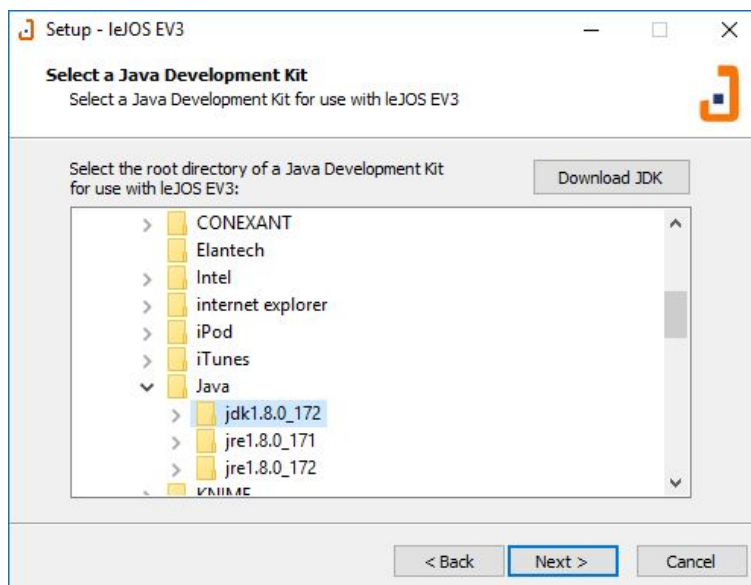 Setup - leJOS EV3
Select a Java Development Kit
Select a Java Development Kit for use with leJOS EV3
Select the root directory of a Java Development Kit
for use with leJOS EV3:
Download JDK
CONEXANT
Elantech
Intel
internet explorer
iPod
iTunes
Java
jdk1.8.0_172
jre1.8.0_171
jre1.8.0_172
KNIME
< Back
Next >
Cancel